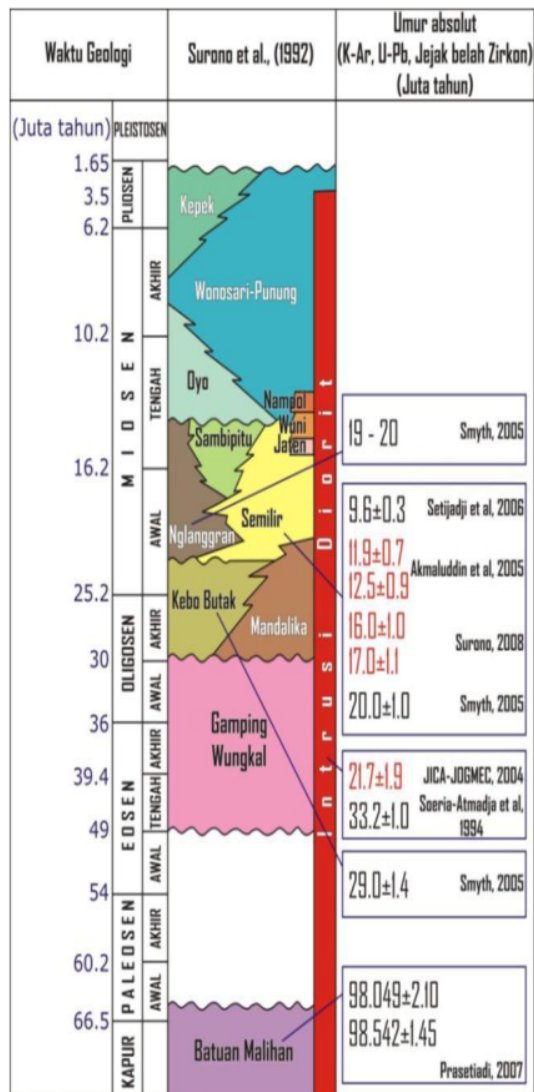 Waktu Geologi
Surono et al., (1992)
Umur absolut
(K-Ar, U-Pb, Jejak belah Zirkon)
(Juta tahun)
(Juta tahun)
PLEISTOSEN
1.65
3.5
6.2
10.2
16.2
25.2
30
36
39.4
49
54
60.2
66.5
PLIOSEN
MIOSEN
AKHIR
TENGAH
AWAL
OLIGOSEN
AKHIR
AWAL
EOSEN
AKHIR
TENGAH
AWAL
PALEOSEN
AKHIR
AWAL
KAPUR
Kepek
Wonosari-Punung
Oyo
Nampol
Wuni
Jaten
Sambipitu
Semilir
Nglanggran
Kebo Butak
Mandalika
Gamping
Wungkal
Batuan Malihan
Intrusi Diorit
19 - 20 Smyth, 2005
9.6±0.3 Setijadji et al, 2006
11.9±0.7
Akmaluddin et al, 2005
12.5±0.9
16.0±1.0
Surono, 2008
17.0±1.1
20.0±1.0 Smyth, 2005
21.7±1.9 JICA-JOGMEC, 2004
33.2±1.0 Soeria-Atmadja et al,
1994
29.0±1.4 Smyth, 2005
98.049±2.10
98.542±1.45
Prasetiadi, 2007